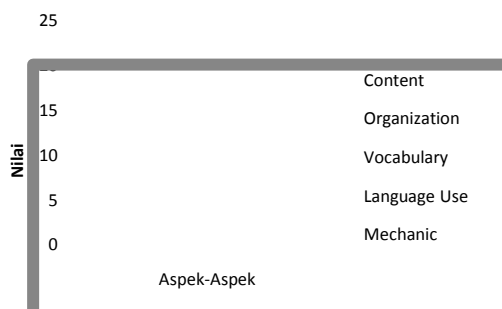 25
Content
Organization
15
Vocabulary
10
Nilai
Language Use
5
Mechanic
0
Aspek-Aspek